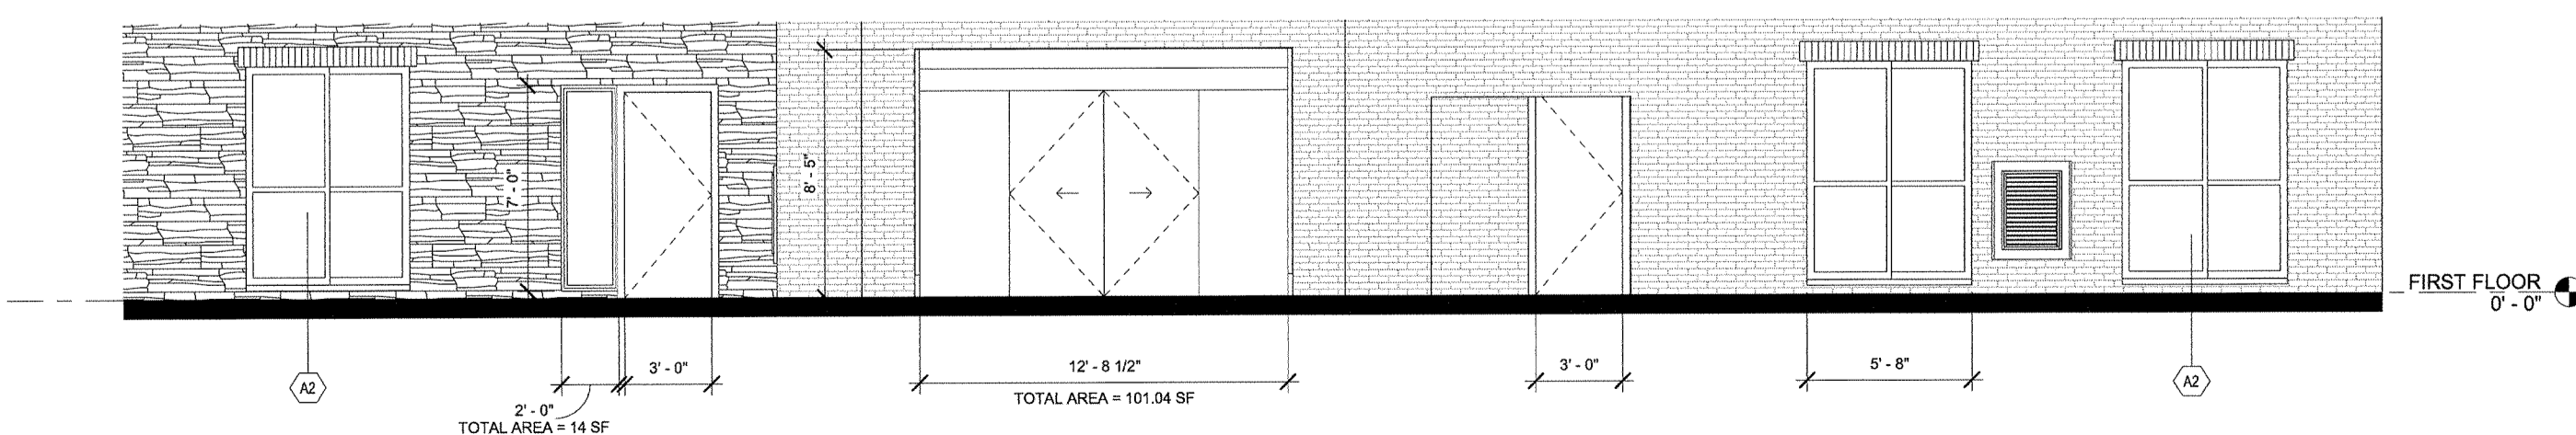 7' - 0"
8' - 5"
FIRST FLOOR
0' - 0"
A2
2' - 0"
TOTAL AREA = 14 SF
3' - 0"
12' - 8 1/2"
TOTAL AREA = 101.04 SF
3' - 0"
5' - 8"
A2